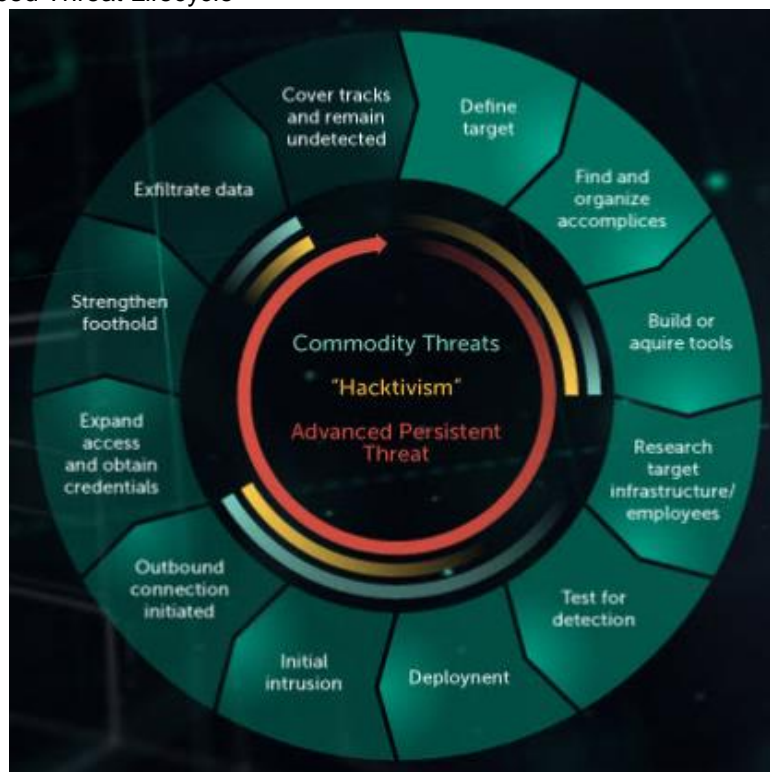 Cover tracks
and remain
undetected
Define
target
Find and
organize
accomplices
Build or
aquire tools
Research
target
infrastructure/
employees
Test for
detection
Deployment
Initial
intrusion
Outbound
connection
initiated
Expand
access
and obtain
credentials
Strengthen
foothold
Exfiltrate data
Commodity Threats
"Hacktivism"
Advanced Persistent
Threat